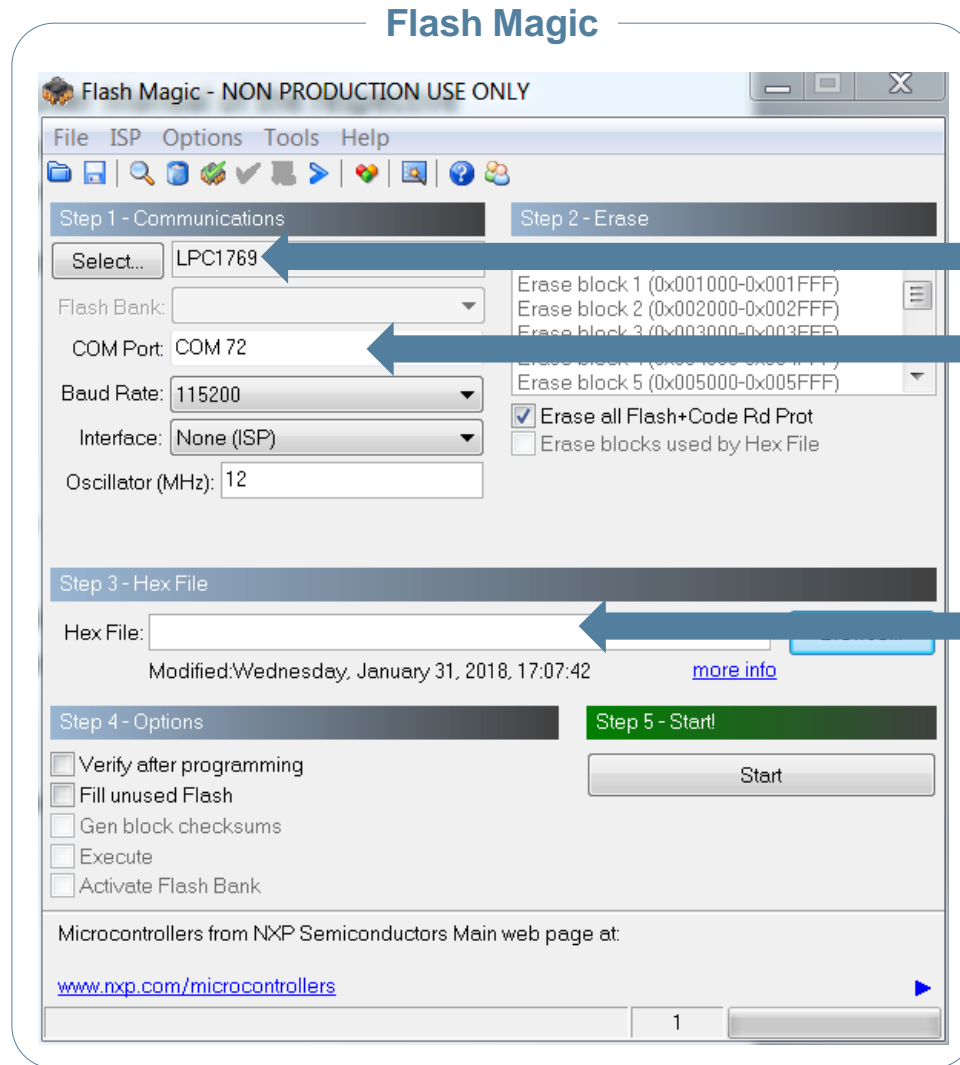 Flash Magic
Flash Magic - NON PRODUCTION USE ONLY
File ISP Options Tools Help
Step 1 - Communications
Select... LPC1769
Flash Bank:
COM Port: COM 72
Baud Rate: 115200
Interface: None (ISP)
Oscillator (MHz): 12
Step 2 - Erase
Erase block 1 (0x001000-0x001FFF)
Erase block 2 (0x002000-0x002FFF)
Erase block 3 (0x003000-0x003FFF)
Erase block 5 (0x005000-0x005FFF)
Erase all Flash+Code Rd Prot
Erase blocks used by Hex File
Step 3 - Hex File
Hex File:
Modified:Wednesday, January 31, 2018, 17:07:42 more info
Step 4 - Options
Verify after programming
Fill unused Flash
Gen block checksums
Execute
Activate Flash Bank
Step 5 - Start!
Start
Microcontrollers from NXP Semiconductors Main web page at:
www.nxp.com/microcontrollers
1